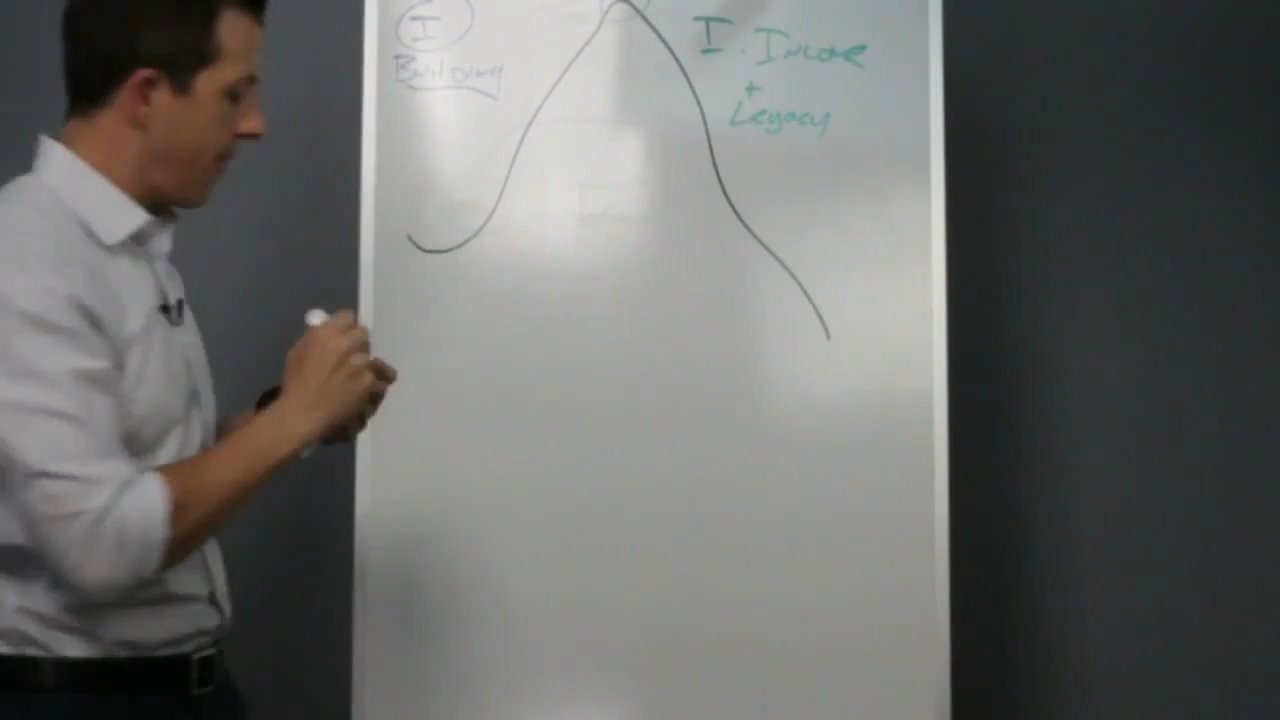 I
Building
I . Income
+
Legacy